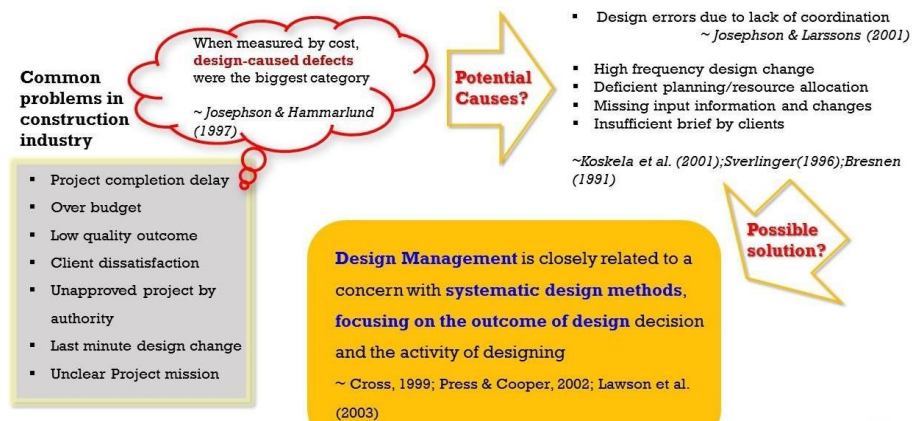 Common
problems in
construction
industry
▪ Project completion delay
▪ Over budget
▪ Low quality outcome
▪ Client dissatisfaction
▪ Unapproved project by
authority
▪ Last minute design change
▪ Unclear Project mission
When measured by cost,
design-caused defects
were the biggest category
~ Josephson & Hammarlund
(1997)
Potential
Causes?
▪ Design errors due to lack of coordination
~ Josephson & Larssons (2001)
▪ High frequency design change
▪ Deficient planning/resource allocation
▪ Missing input information and changes
▪ Insufficient brief by clients
~Koskela et al. (2001);Sverlinger(1996);Bresnen
(1991)
Possible
solution?
Design Management is closely related to a
concern with systematic design methods,
focusing on the outcome of design decision
and the activity of designing
~ Cross, 1999; Press & Cooper, 2002; Lawson et al.
(2003)